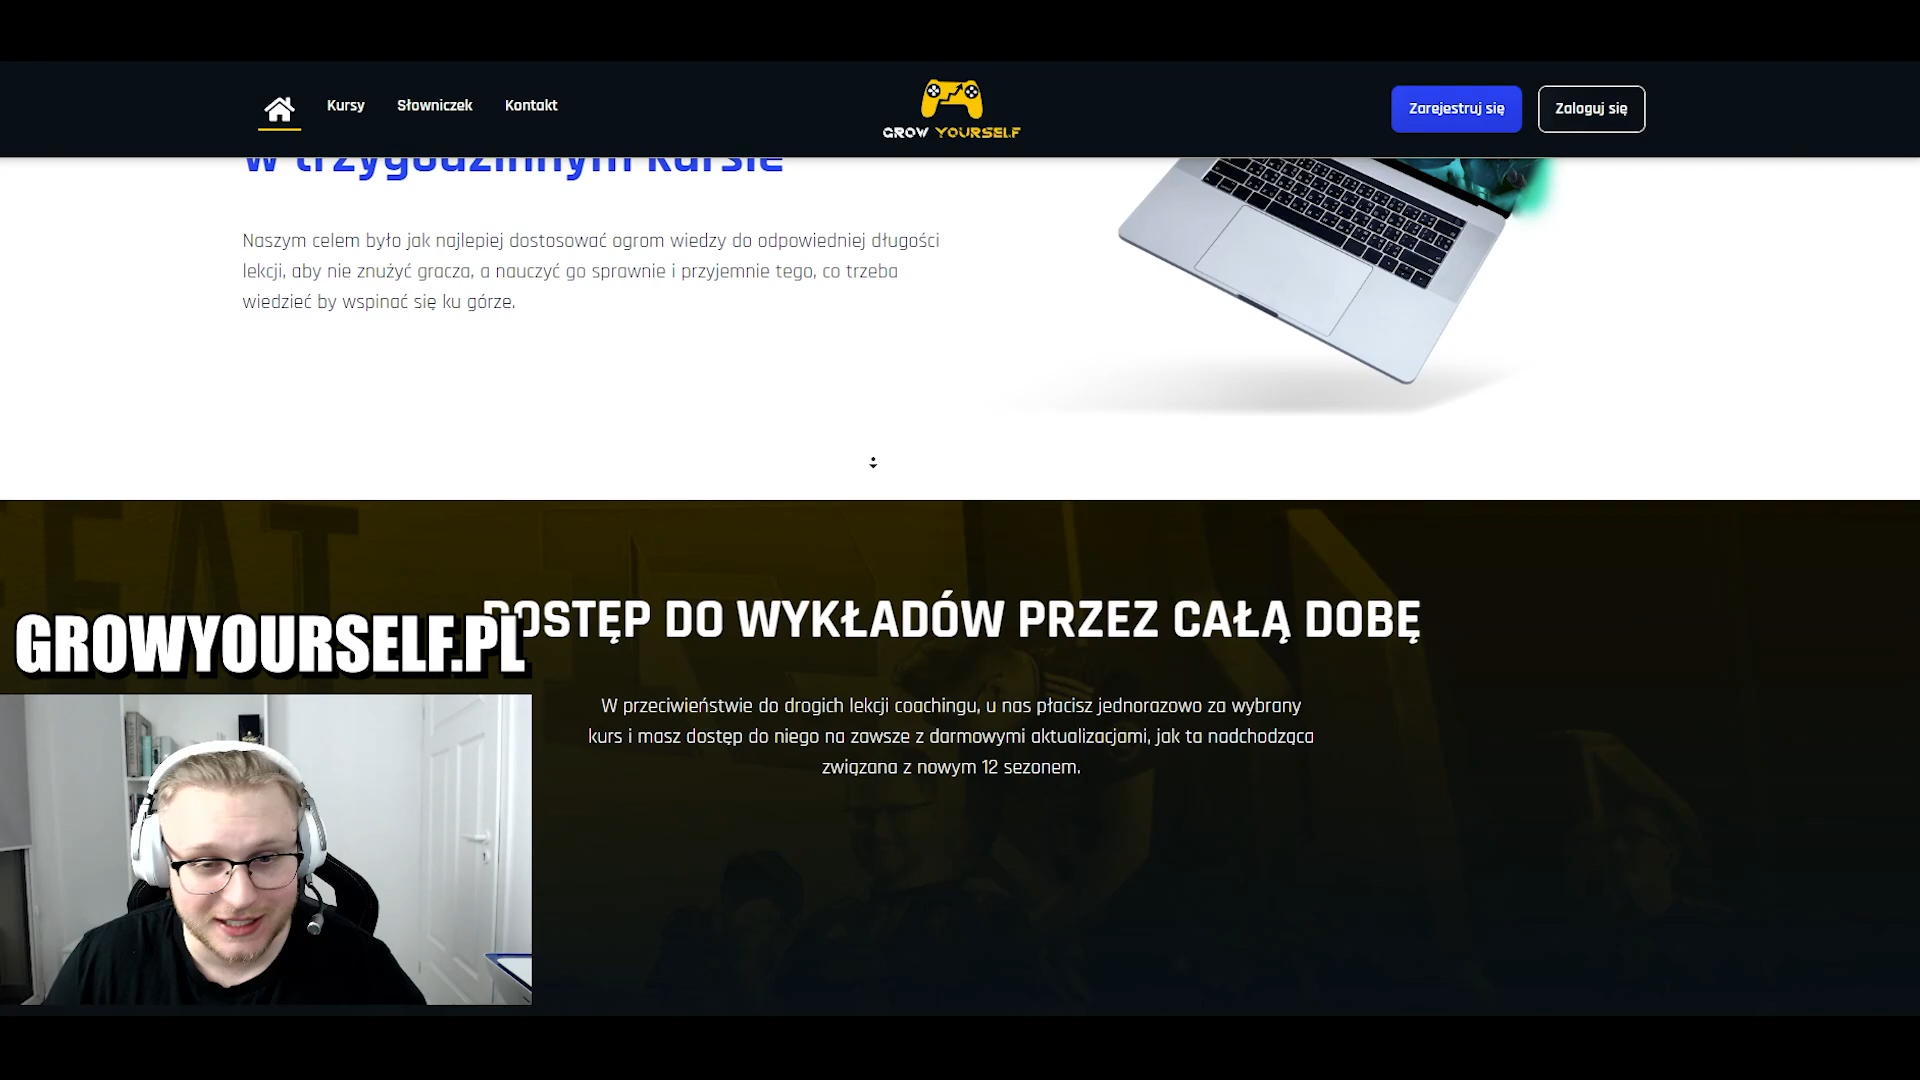 Kursy
Słowniczek
Kontakt
GROW YOURSELF
Zarejestruj się
Zaloguj się
w trzygodzinnym kursie
Naszym celem było jak najlepiej dostosować ogrom wiedzy do odpowiedniej długości
lekcji, aby nie znużyć gracza, a nauczyć go sprawnie i przyjemnie tego, co trzeba
wiedzieć by wspinać się ku górze.
DOSTĘP DO WYKŁADÓW PRZEZ CAŁĄ DOBĘ
GROWYOURSELF.PL
W przeciwieństwie do drogich lekcji coachingu, u nas płacisz jednorazowo za wybrany
kurs i masz dostęp do niego na zawsze z darmowymi aktualizacjami, jak ta nadchodząca
związana z nowym 12 sezonem.